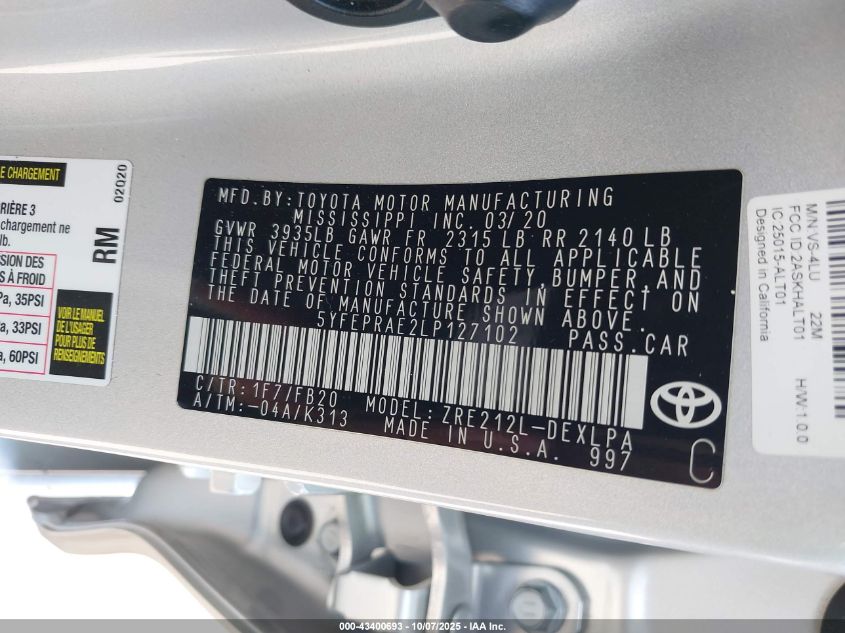 E CHARGEMENT
02020
RIÈRE 3
chargement ne
lb.
RM
SION DES
S À FROID
Pa, 35PSI
a, 33PSI
a, 60PSI
VOIR LE MANUEL
DE L'USAGER
POUR PLUS DE
RENSEIGNEMENTS
MFD. BY: TOYOTA MOTOR MANUFACTURING
MISSISSIPPI INC. 03/20
GVWR 3935LB GAWR FR 2315 LB RR 2140 LB
THIS VEHICLE CONFORMS TO ALL APPLICABLE
FEDERAL MOTOR VEHICLE SAFETY, BUMPER, AND
THEFT PREVENTION STANDARDS IN EFFECT ON
THE DATE OF MANUFACTURE SHOWN ABOVE.
5YFEPRAE2LP127102 PASS.CAR
C/TR: 1F7/FB20 MODEL: ZRE212L-DEXLPA
A/TM:-04A/K313 MADE IN U.S.A. 997
C
MN:VS-4LU 22M H/W:1.0.0
FCC ID:2ASKHALT01
IC:25015-ALT01
Designed in California
000-43400693 - 10/07/2025 - IAA Inc.